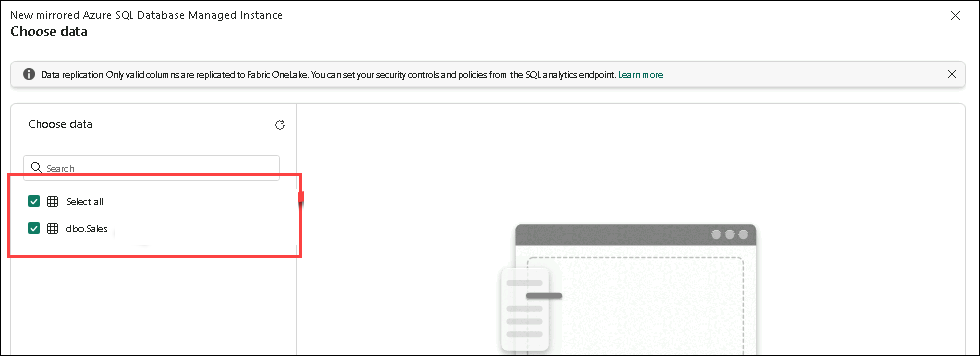 New mirrored Azure SQL Database Managed Instance
Choose data
Data replication Only valid columns are replicated to Fabric OneLake. You can set your security controls and policies from the SQL analytics endpoint. Learn more
Choose data
Search
Select all
dbo.Sales